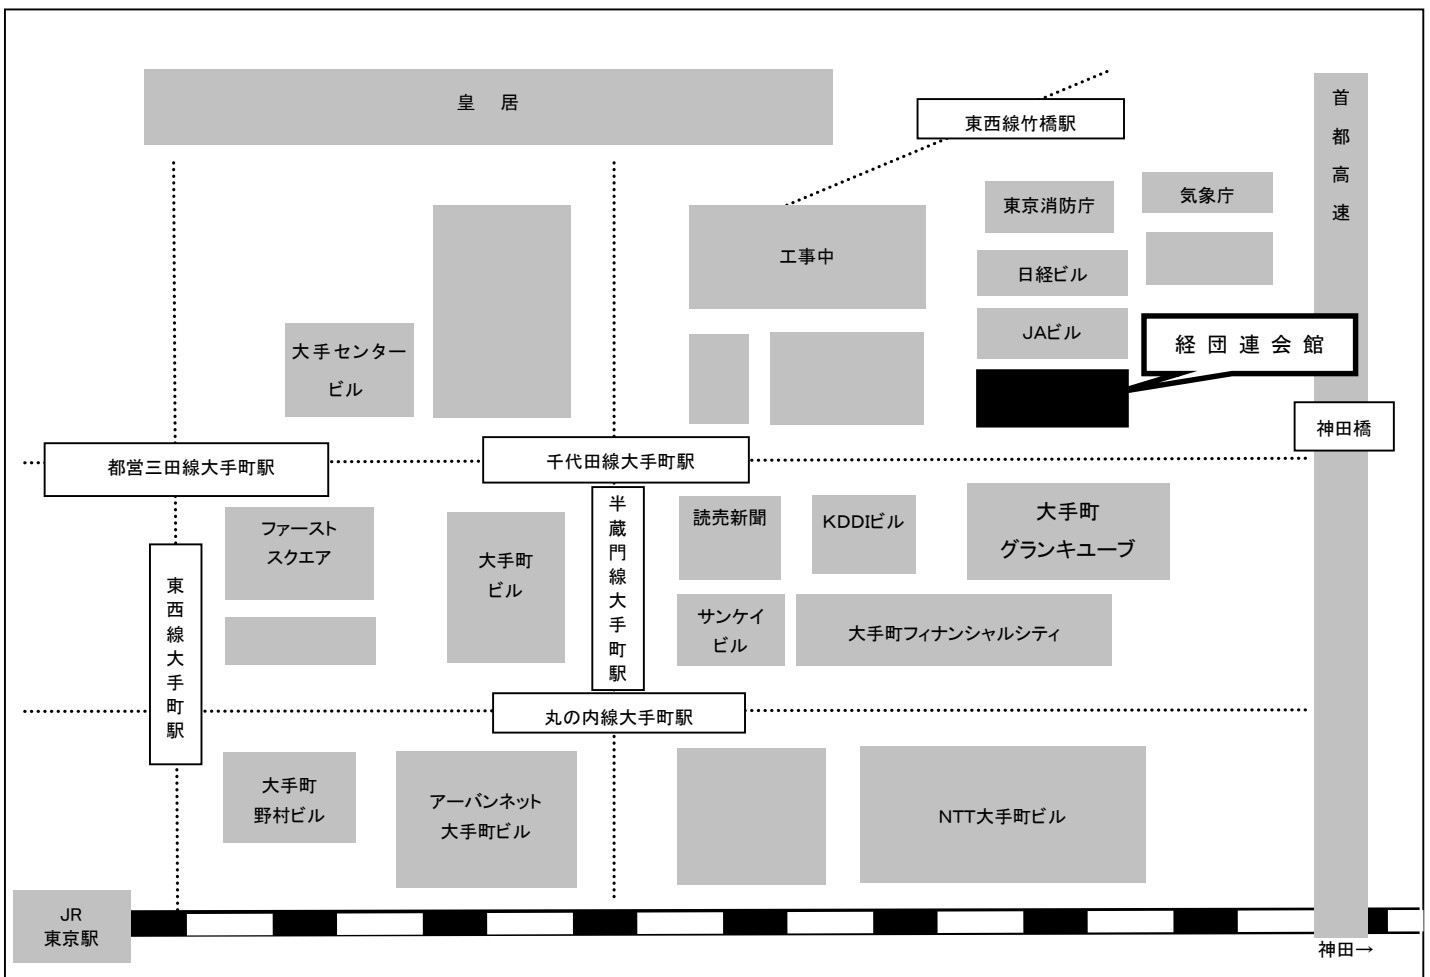 皇 居
東西線竹橋駅
首都高速
東京消防庁
気象庁
工事中
日経ビル
JAビル
経団連会館
大手センター
ビル
神田橋
都営三田線大手町駅
千代田線大手町駅
半蔵門線大手町駅
ファースト
スクエア
大手町
ビル
読売新聞
KDDIビル
大手町
グランキユーブ
東西線大手町駅
サンケイ
ビル
大手町フィナンシャルシティ
丸の内線大手町駅
大手町
野村ビル
アーバンネット
大手町ビル
NTT大手町ビル
JR
東京駅
神田→